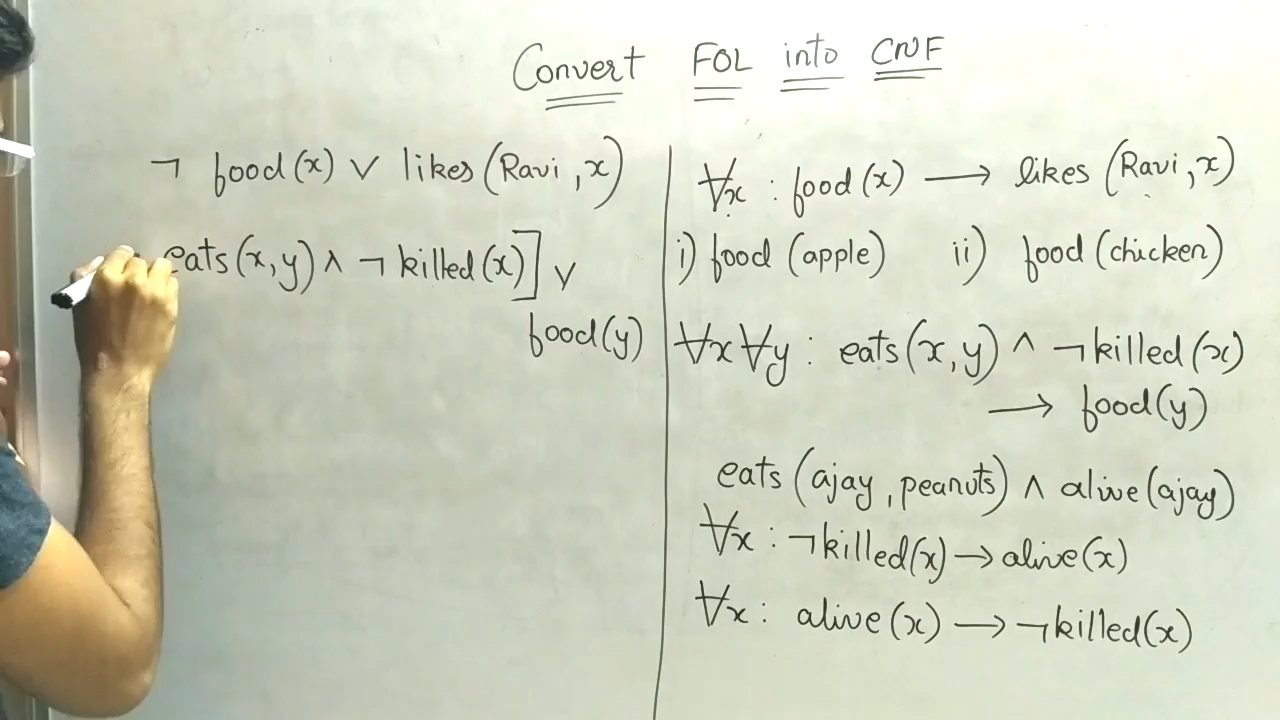 Convert FOL into CNF
¬ food(x) ∨ likes(Ravi, x)
eats(x, y) ∧ ¬ killed(x)] ∨
food(y)
∀x : food(x) ⟶ likes (Ravi, x)
i) food (apple) ii) food (chicken)
∀x ∀y : eats(x, y) ∧ ¬killed(x)
⟶ food(y)
eats (ajay, peanuts) ∧ alive(ajay)
∀x : ¬killed(x) → alive(x)
∀x : alive(x) ⟶ ¬killed(x)